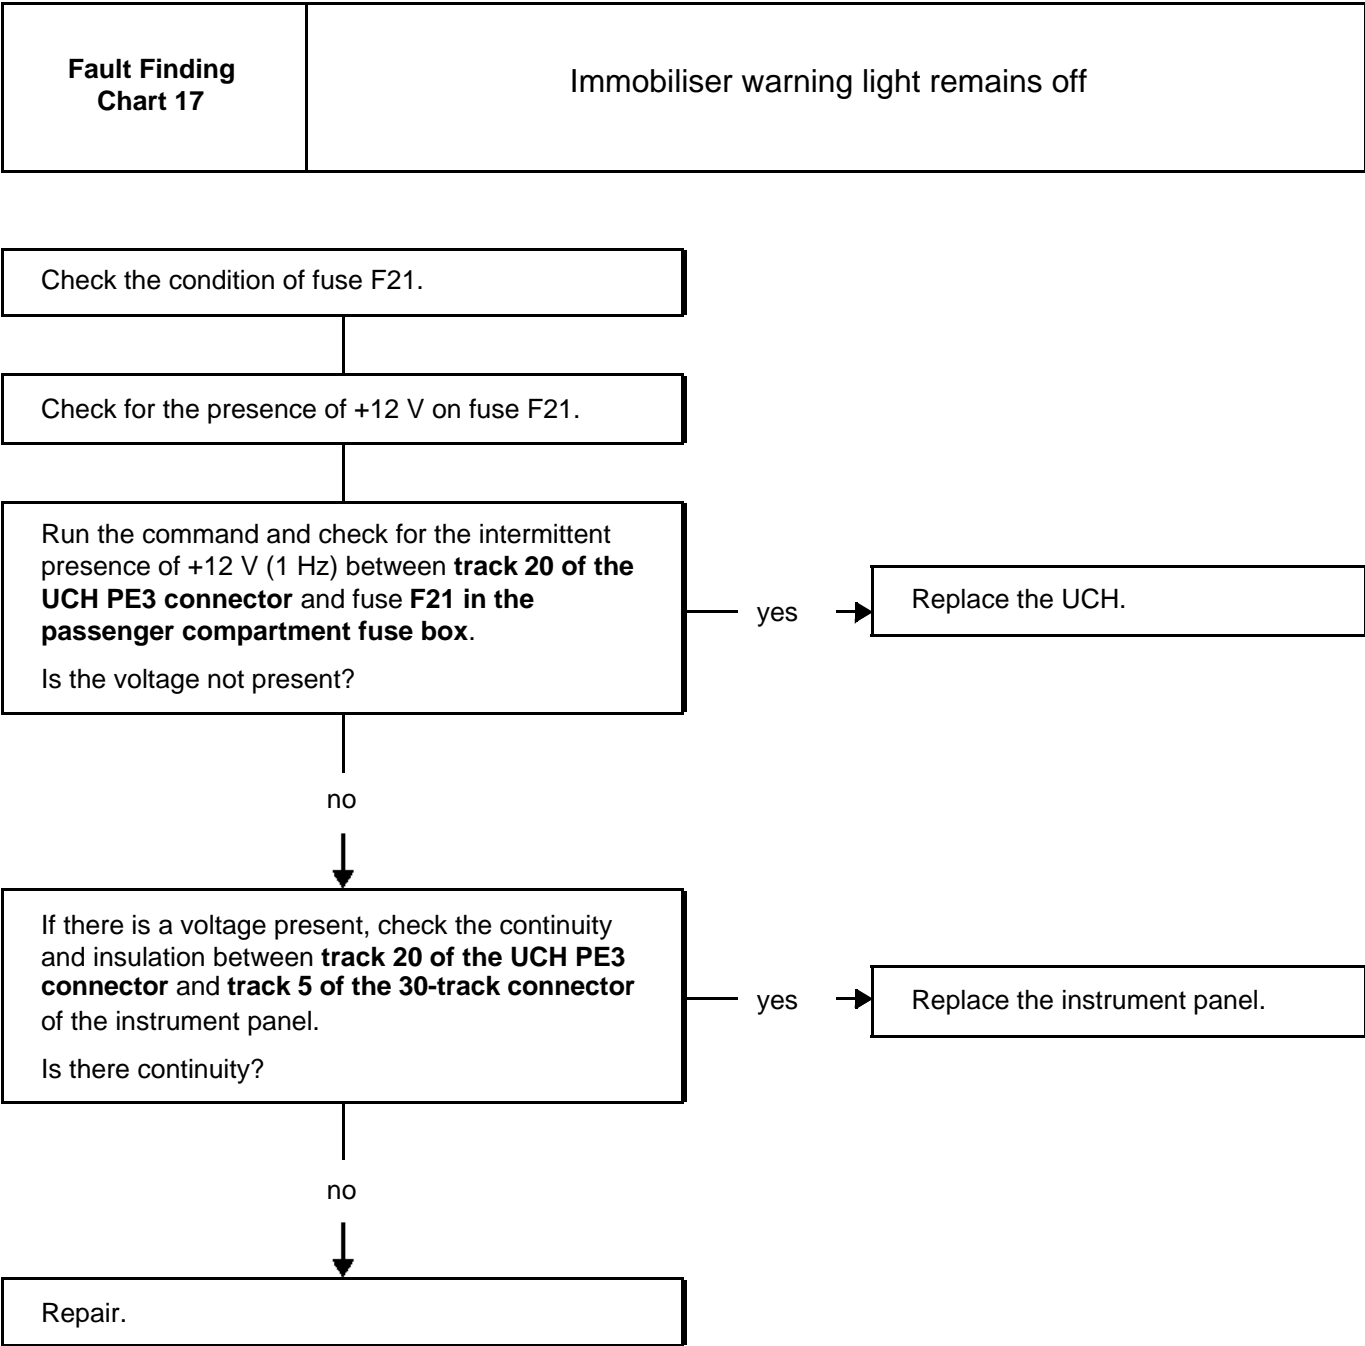 Fault Finding
Chart 17
Immobiliser warning light remains off
Check the condition of fuse F21.
Check for the presence of +12 V on fuse F21.
Run the command and check for the intermittent
presence of +12 V (1 Hz) between track 20 of the
UCH PE3 connector and fuse F21 in the
passenger compartment fuse box.
Is the voltage not present?
yes
Replace the UCH.
no
If there is a voltage present, check the continuity
and insulation between track 20 of the UCH PE3
connector and track 5 of the 30-track connector
of the instrument panel.
Is there continuity?
yes
Replace the instrument panel.
no
Repair.